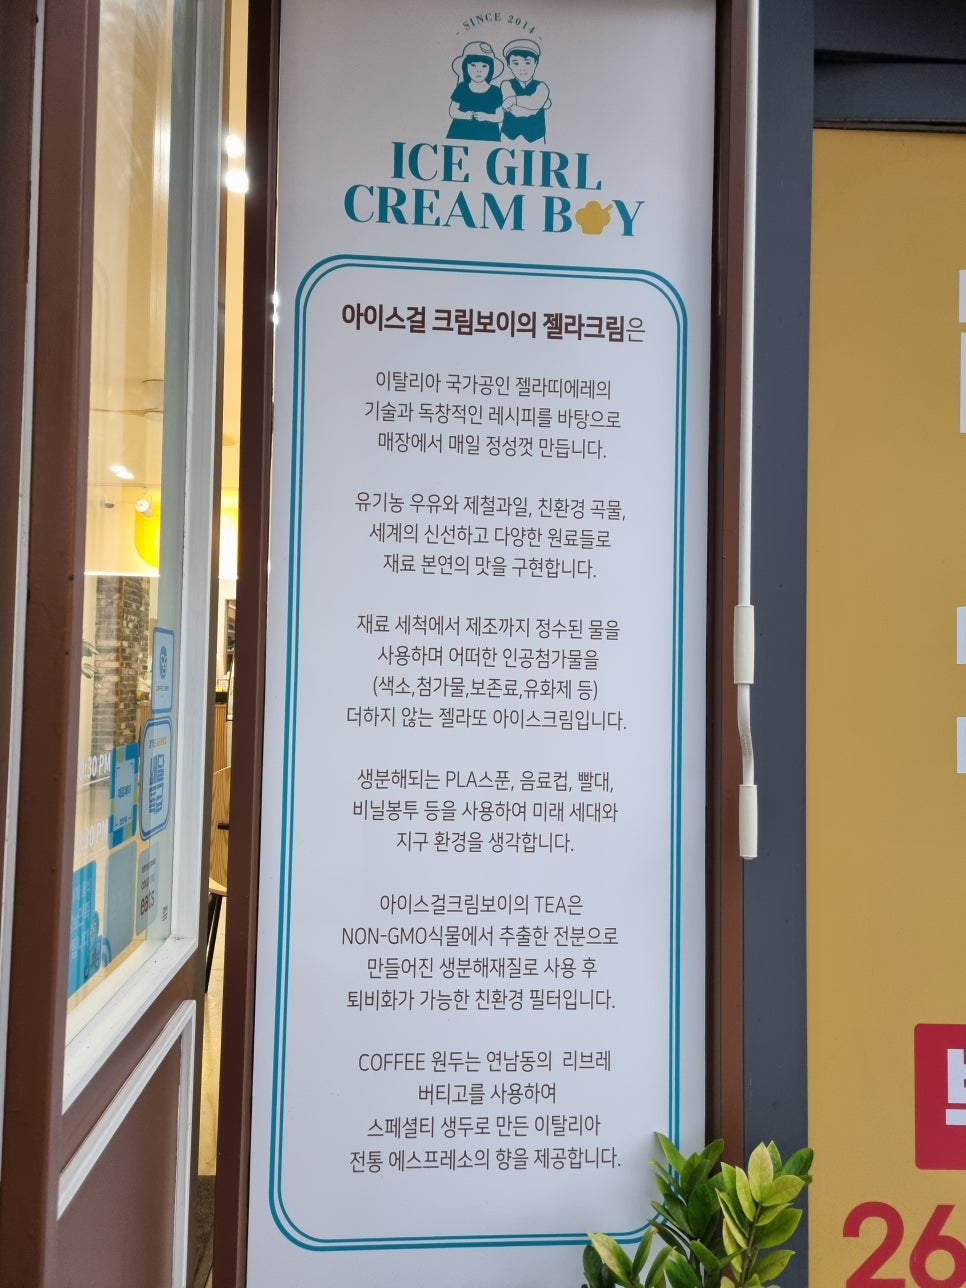 - SINCE 2014 -
ICE GIRL
CREAM BOY
아이스걸 크림보이의 젤라크림은
이탈리아 국가공인 젤라띠에레의
기술과 독창적인 레시피를 바탕으로
매장에서 매일 정성껏 만듭니다.
유기농 우유와 제철과일, 친환경 곡물,
세계의 신선하고 다양한 원료들로
재료 본연의 맛을 구현합니다.
재료 세척에서 제조까지 정수된 물을
사용하며 어떠한 인공첨가물을
(색소,첨가물,보존료,유화제 등)
더하지 않는 젤라또 아이스크림입니다.
생분해되는 PLA스푼, 음료컵, 빨대,
비닐봉투 등을 사용하여 미래 세대와
지구 환경을 생각합니다.
아이스걸크림보이의 TEA은
NON-GMO식물에서 추출한 전분으로
만들어진 생분해재질로 사용 후
퇴비화가 가능한 친환경 필터입니다.
COFFEE 원두는 연남동의 리브레
버티고를 사용하여
스페셜티 생두로 만든 이탈리아
전통 에스프레소의 향을 제공합니다.
:30 PM
eats
26